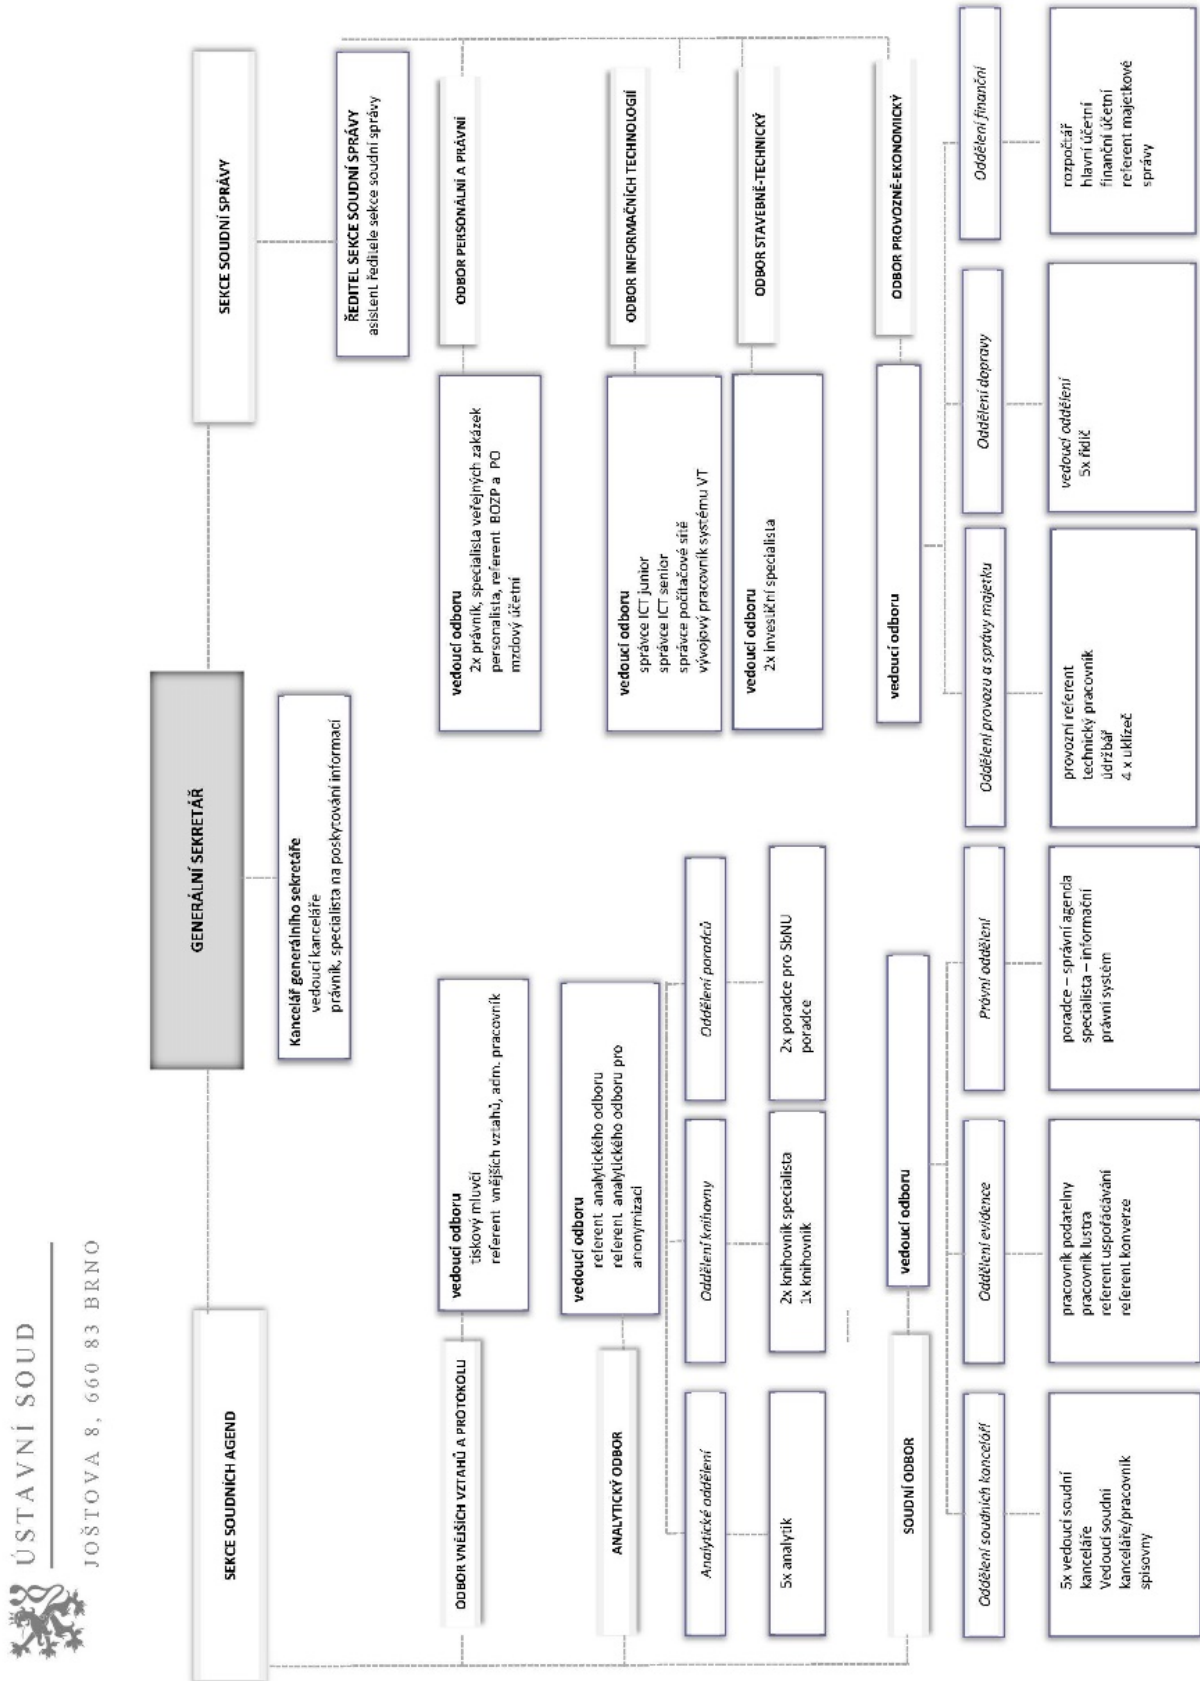 ÚSTAVNÍ SOUD
JOŠTOVA 8, 660 83 BRNO
GENERÁLNÍ SEKRETÁŘ
Kancelář generálního sekretáře
vedoucí kanceláře
právník, specialista na poskytování informací
SEKCE SOUDNÍCH AGEND
ODBOR VNĚJŠÍCH VZTAHŮ A PROTOKOLU
vedoucí odboru
tiskový mluvčí
referent vnějších vztahů, adm. pracovník
ANALYTICKÝ ODBOR
vedoucí odboru
referent analytického odboru
referent analytického odboru pro
anonymizaci
Analytické oddělení
5x analytik
Oddělení knihovny
2x knihovník specialista
1x knihovník
Oddělení poradců
2x poradce pro SbNU
poradce
SOUDNÍ ODBOR
vedoucí odboru
Oddělení soudních kanceláří
5x vedoucí soudní
kanceláře
Vedoucí soudní
kanceláře/pracovník
spisovny
Oddělení evidence
pracovník podatelny
pracovník lustra
referent uspořádávání
referent konverze
Právní oddělení
poradce – správní agenda
specialista – informační
právní systém
SEKCE SOUDNÍ SPRÁVY
ŘEDITEL SEKCE SOUDNÍ SPRÁVY
asistent ředitele sekce soudní správy
ODBOR PERSONÁLNÍ A PRÁVNÍ
vedoucí odboru
2x právník, specialista veřejných zakázek
personalista, referent BOZP a PO
mzdový účetní
ODBOR INFORMAČNÍCH TECHNOLOGIÍ
vedoucí odboru
správce ICT junior
správce ICT senior
správce počítačové sítě
vývojový pracovník systému VT
ODBOR STAVEBNĚ-TECHNICKÝ
vedoucí odboru
2x investiční specialista
ODBOR PROVOZNĚ-EKONOMICKÝ
vedoucí odboru
Oddělení provozu a správy majetku
provozní referent
technický pracovník
údržbář
4 x uklízeč
Oddělení dopravy
vedoucí oddělení
5x řidič
Oddělení finanční
rozpočtář
hlavní účetní
finanční účetní
referent majetkové
správy